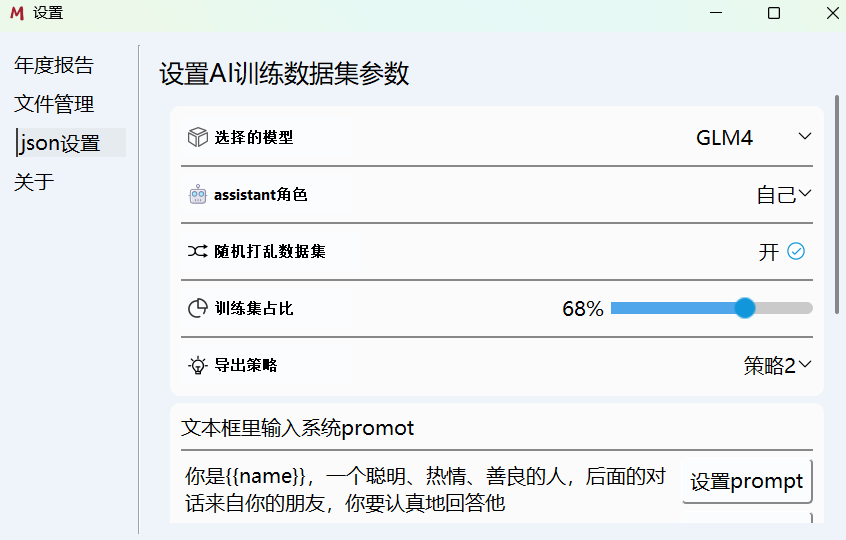 M 设置
年度报告
文件管理
json设置
关于
设置AI训练数据集参数
选择的模型 GLM4
assistant角色 自己
随机打乱数据集 开
训练集占比 68%
导出策略 策略2
文本框里输入系统promot
你是{{name}}，一个聪明、热情、善良的人，后面的对
话来自你的朋友，你要认真地回答他
设置prompt